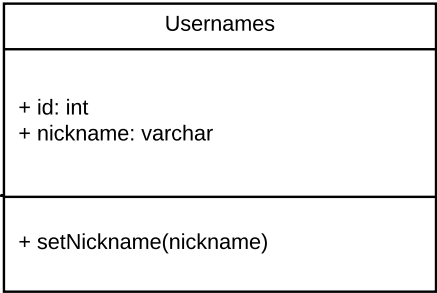 Usernames
+ id: int
+ nickname: varchar
+ setNickname(nickname)